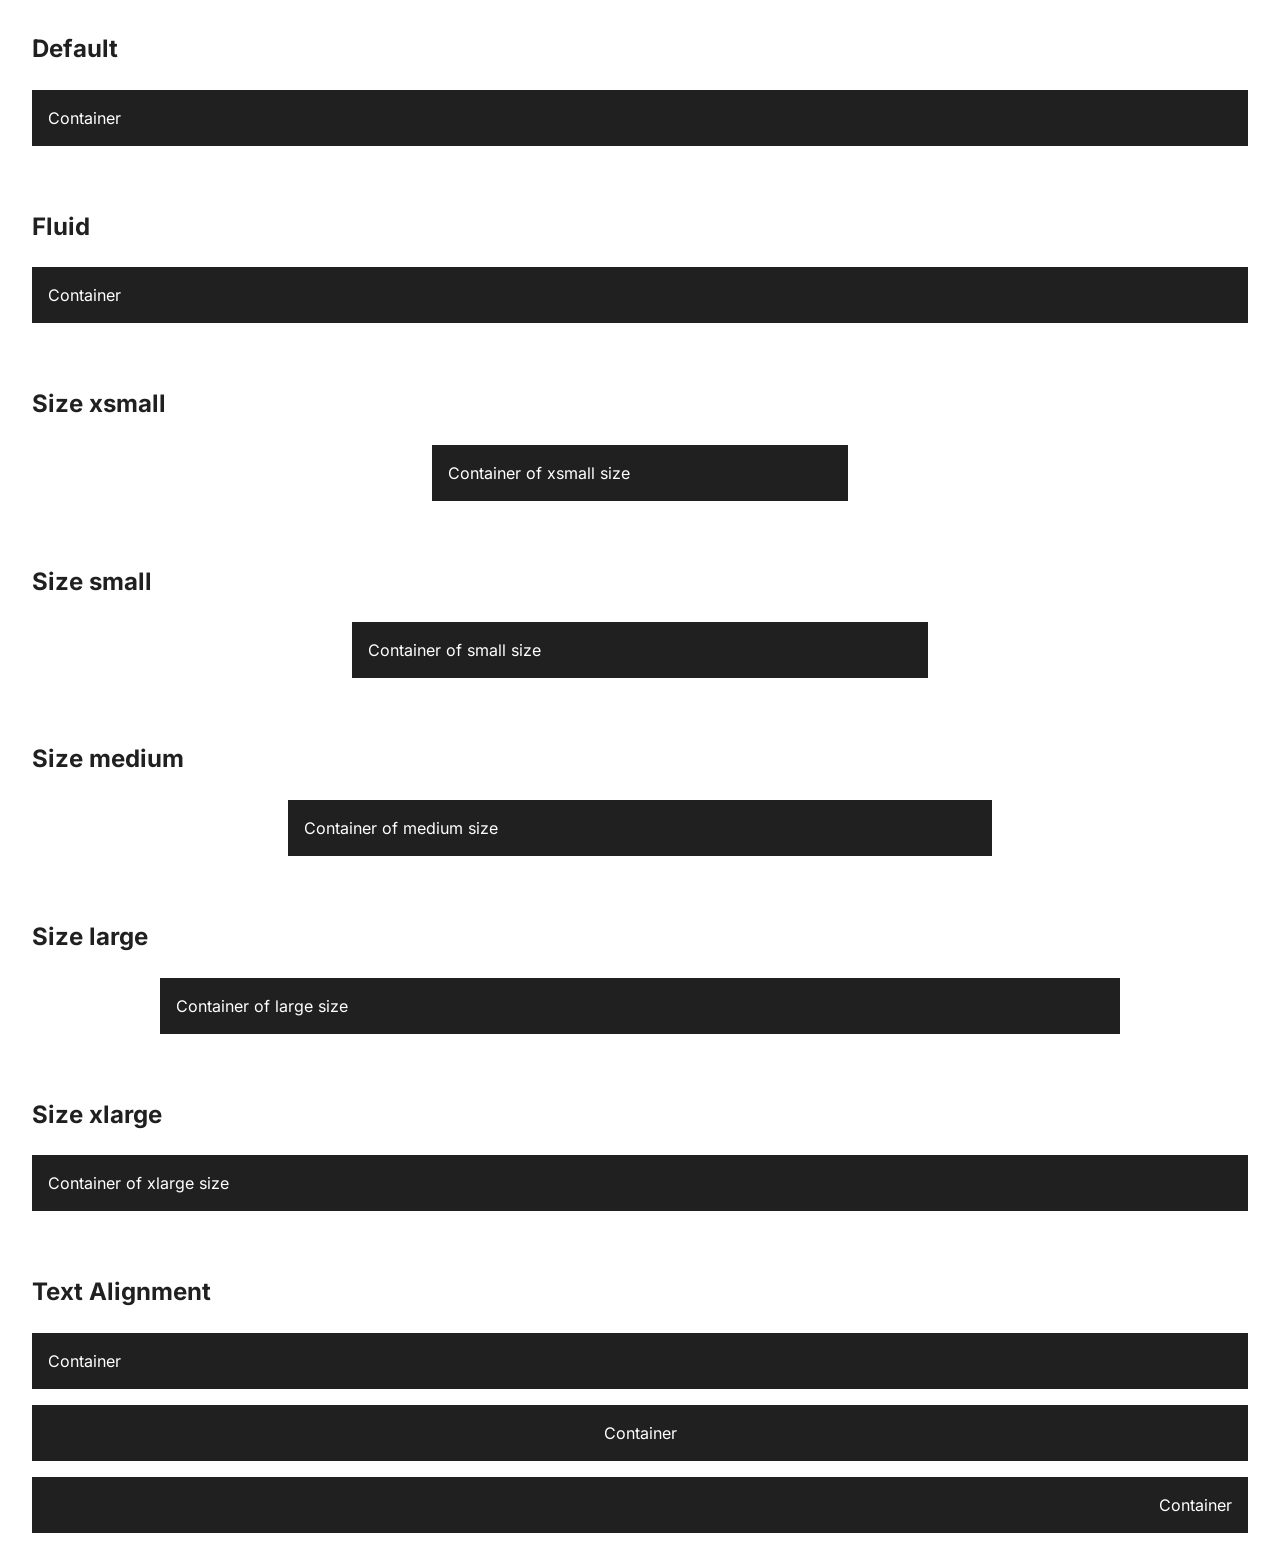 Default
Container
Fluid
Container
Size xsmall
Container of xsmall size
Size small
Container of small size
Size medium
Container of medium size
Size large
Container of large size
Size xlarge
Container of xlarge size
Text Alignment
Container
Container
Container